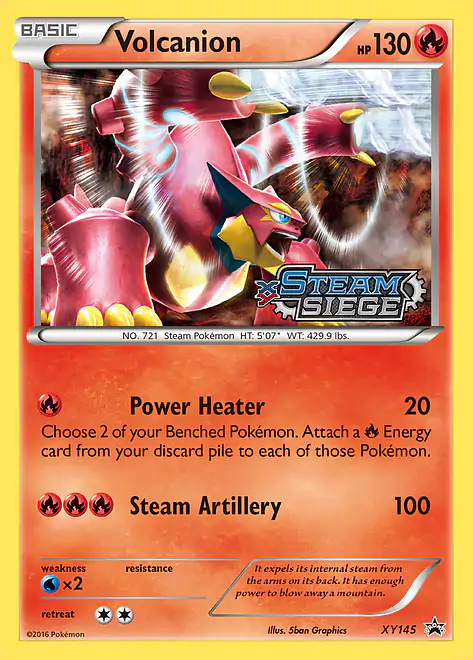 BASIC
Volcanion
HP 130
XY STEAM
SIEGE
NO. 721 Steam Pokémon HT: 5'07" WT: 429.9 lbs.
Power Heater 20
Choose 2 of your Benched Pokémon. Attach a Energy
card from your discard pile to each of those Pokémon.
Steam Artillery 100
weakness resistance
×2
It expels its internal steam from
the arms on its back. It has enough
power to blow away a mountain.
retreat
©2016 Pokémon Illus. 5ban Graphics XY145